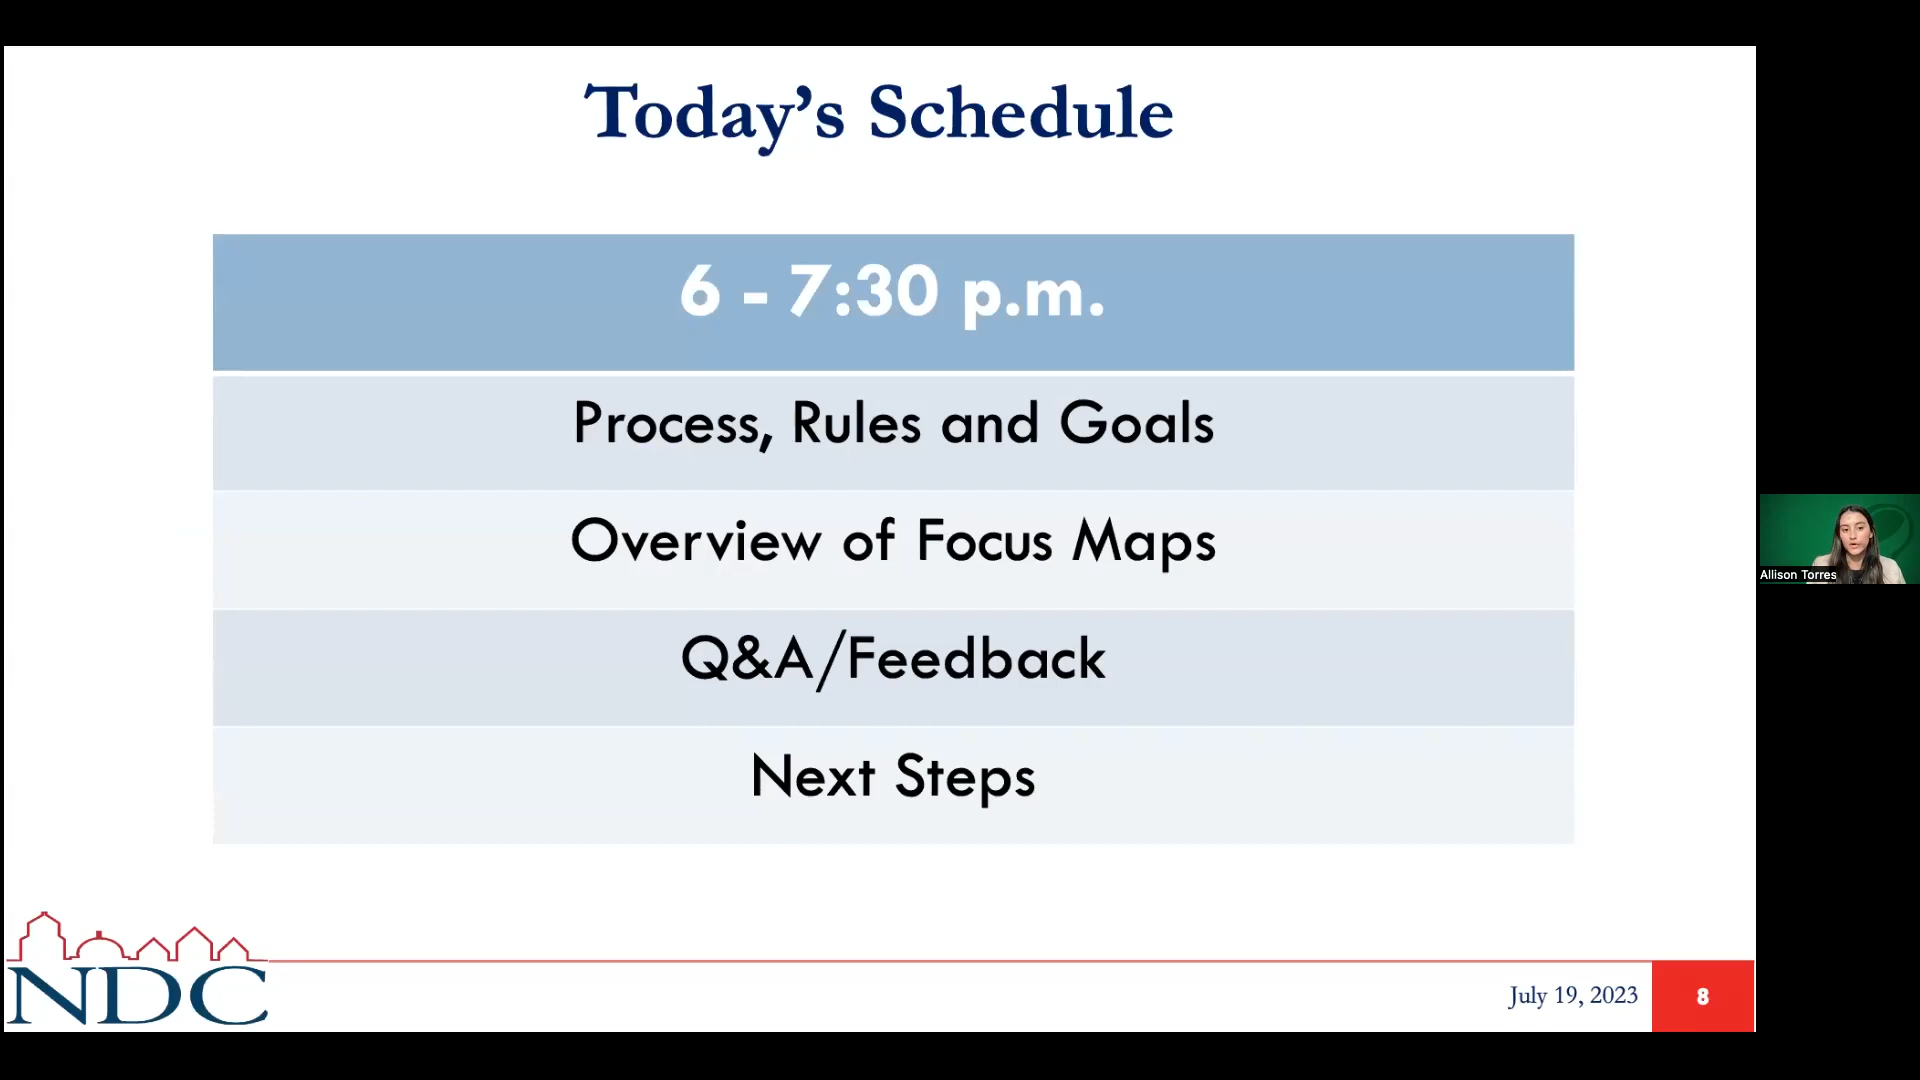 Today’s Schedule
6 - 7:30 p.m.
Process, Rules and Goals
Overview of Focus Maps
Q&A/Feedback
Next Steps
Allison Torres
NDC
July 19, 2023
8